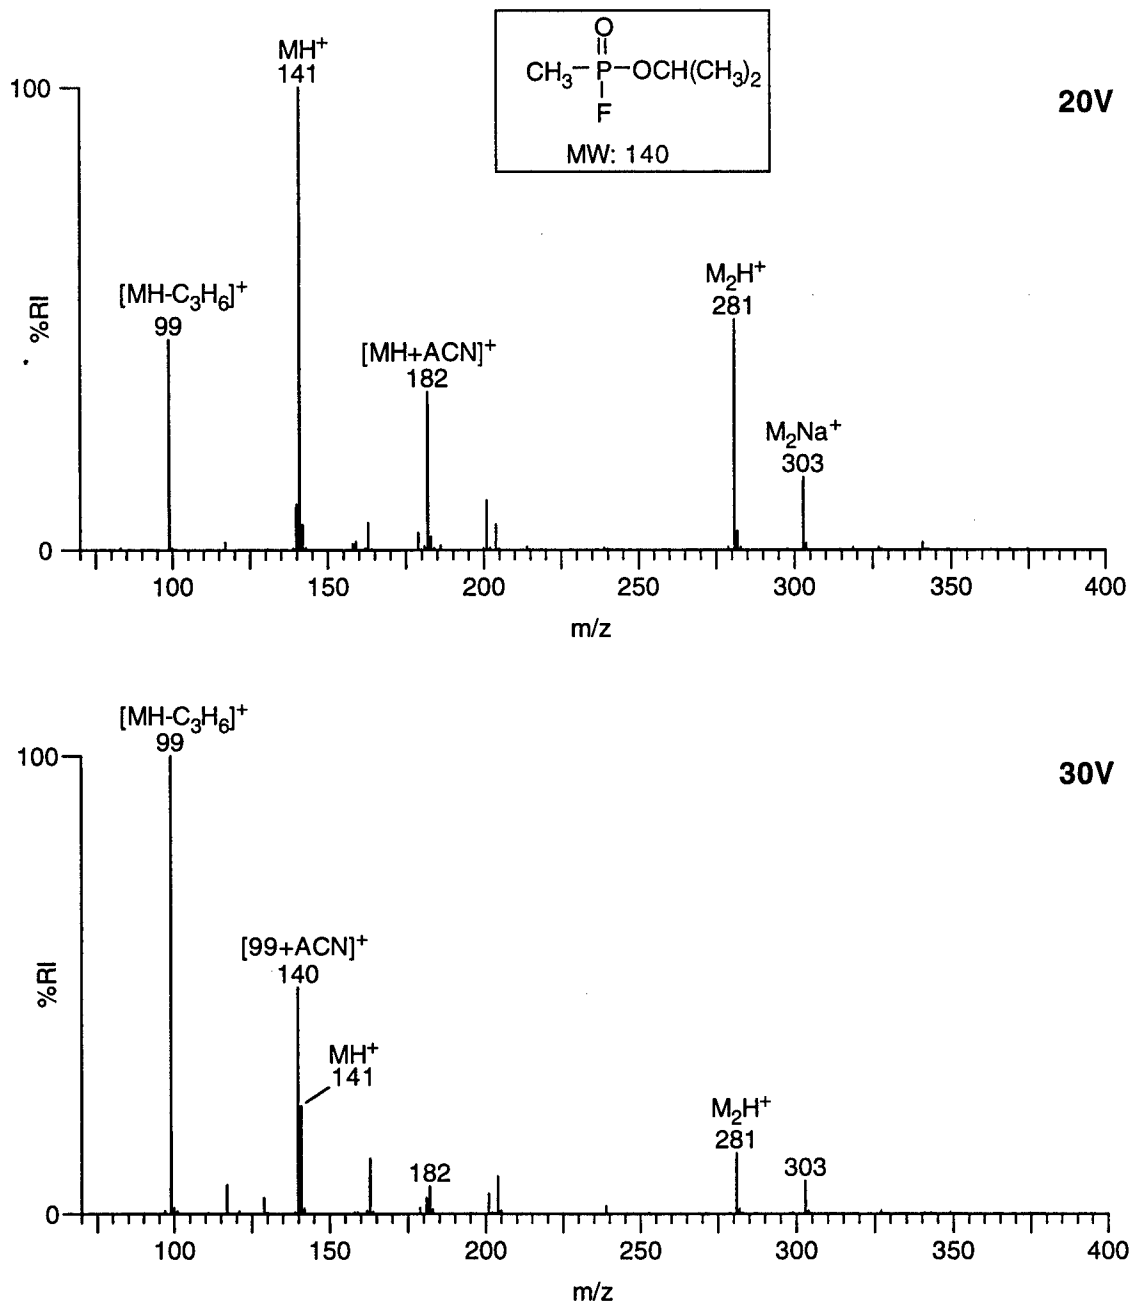 MH+
141
100
O
CH3-P-OCH(CH3)2
F
MW: 140
20V
[MH-C3H6]+
99
%RI
[MH+ACN]+
182
M2H+
281
M2Na+
303
0
100 150 200 250 300 350 400
m/z
[MH-C3H6]+
99
100
30V
[99+ACN]+
140
%RI
MH+
141
M2H+
281
182
303
0
100 150 200 250 300 350 400
m/z